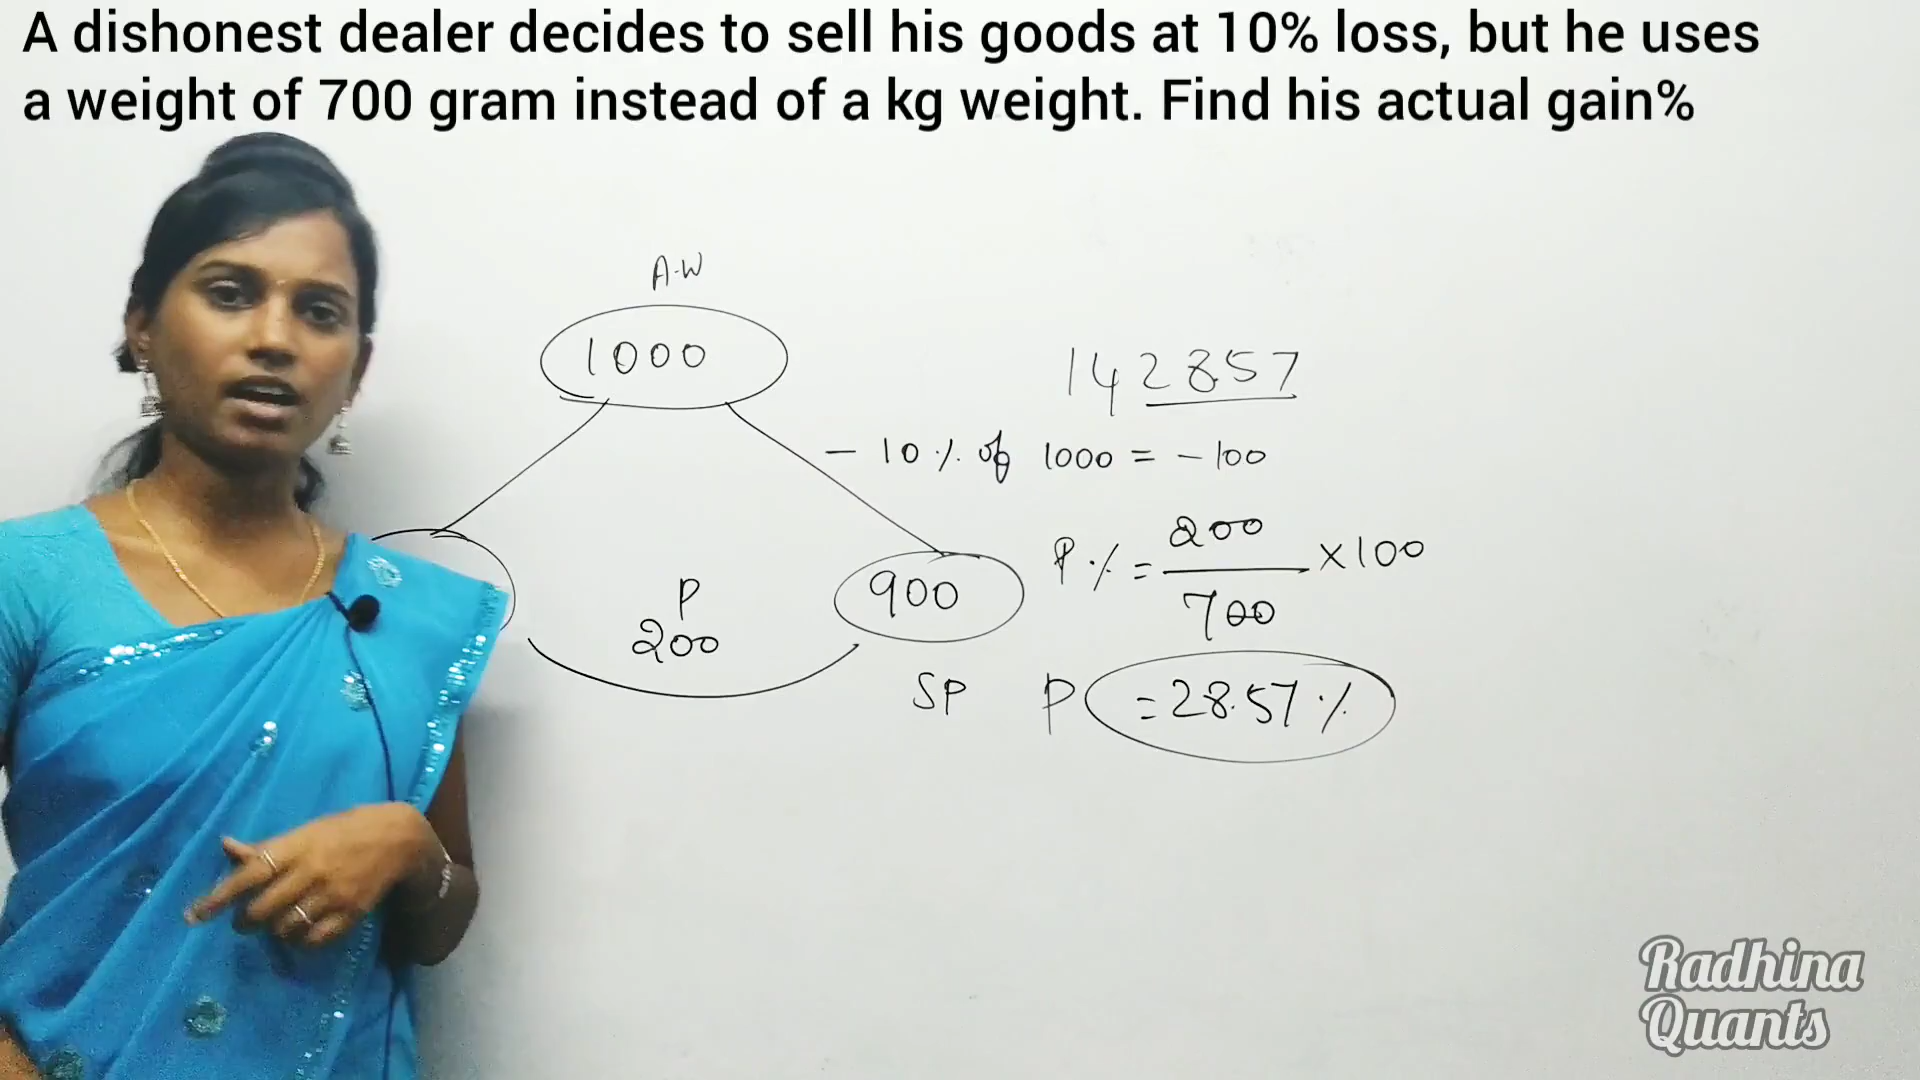 A dishonest dealer decides to sell his goods at 10% loss, but he uses
a weight of 700 gram instead of a kg weight. Find his actual gain%
A.W
1000
142857
- 10% of 1000 = -100
P
200
900
SP
P% = 200/700 x100
P = 28.57%
Radhina
Quants